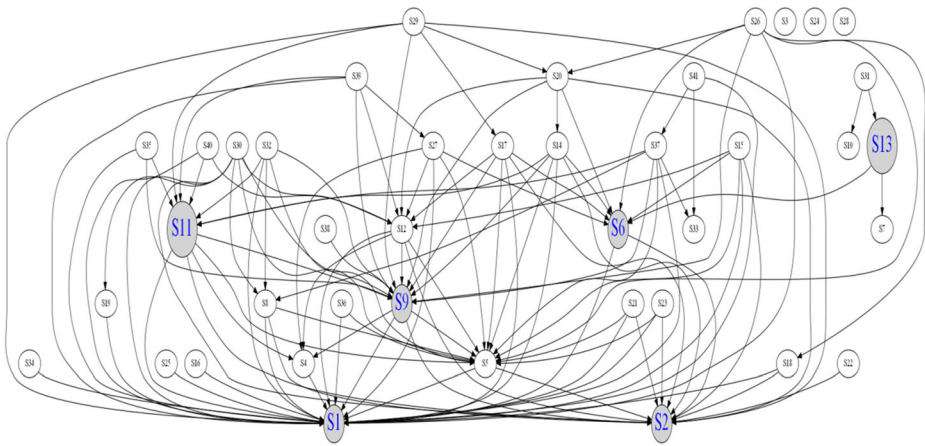 S29 S26 S3 S24 S28
S39 S20 S41 S31
S35 S40 S30 S32 S27 S17 S14 S37 S15 S10 S13
S11 S38 S12 S6 S33 S7
S19 S8 S9 S36 S21 S23
S34 S25 S16 S4 S5 S18 S22
S1 S2